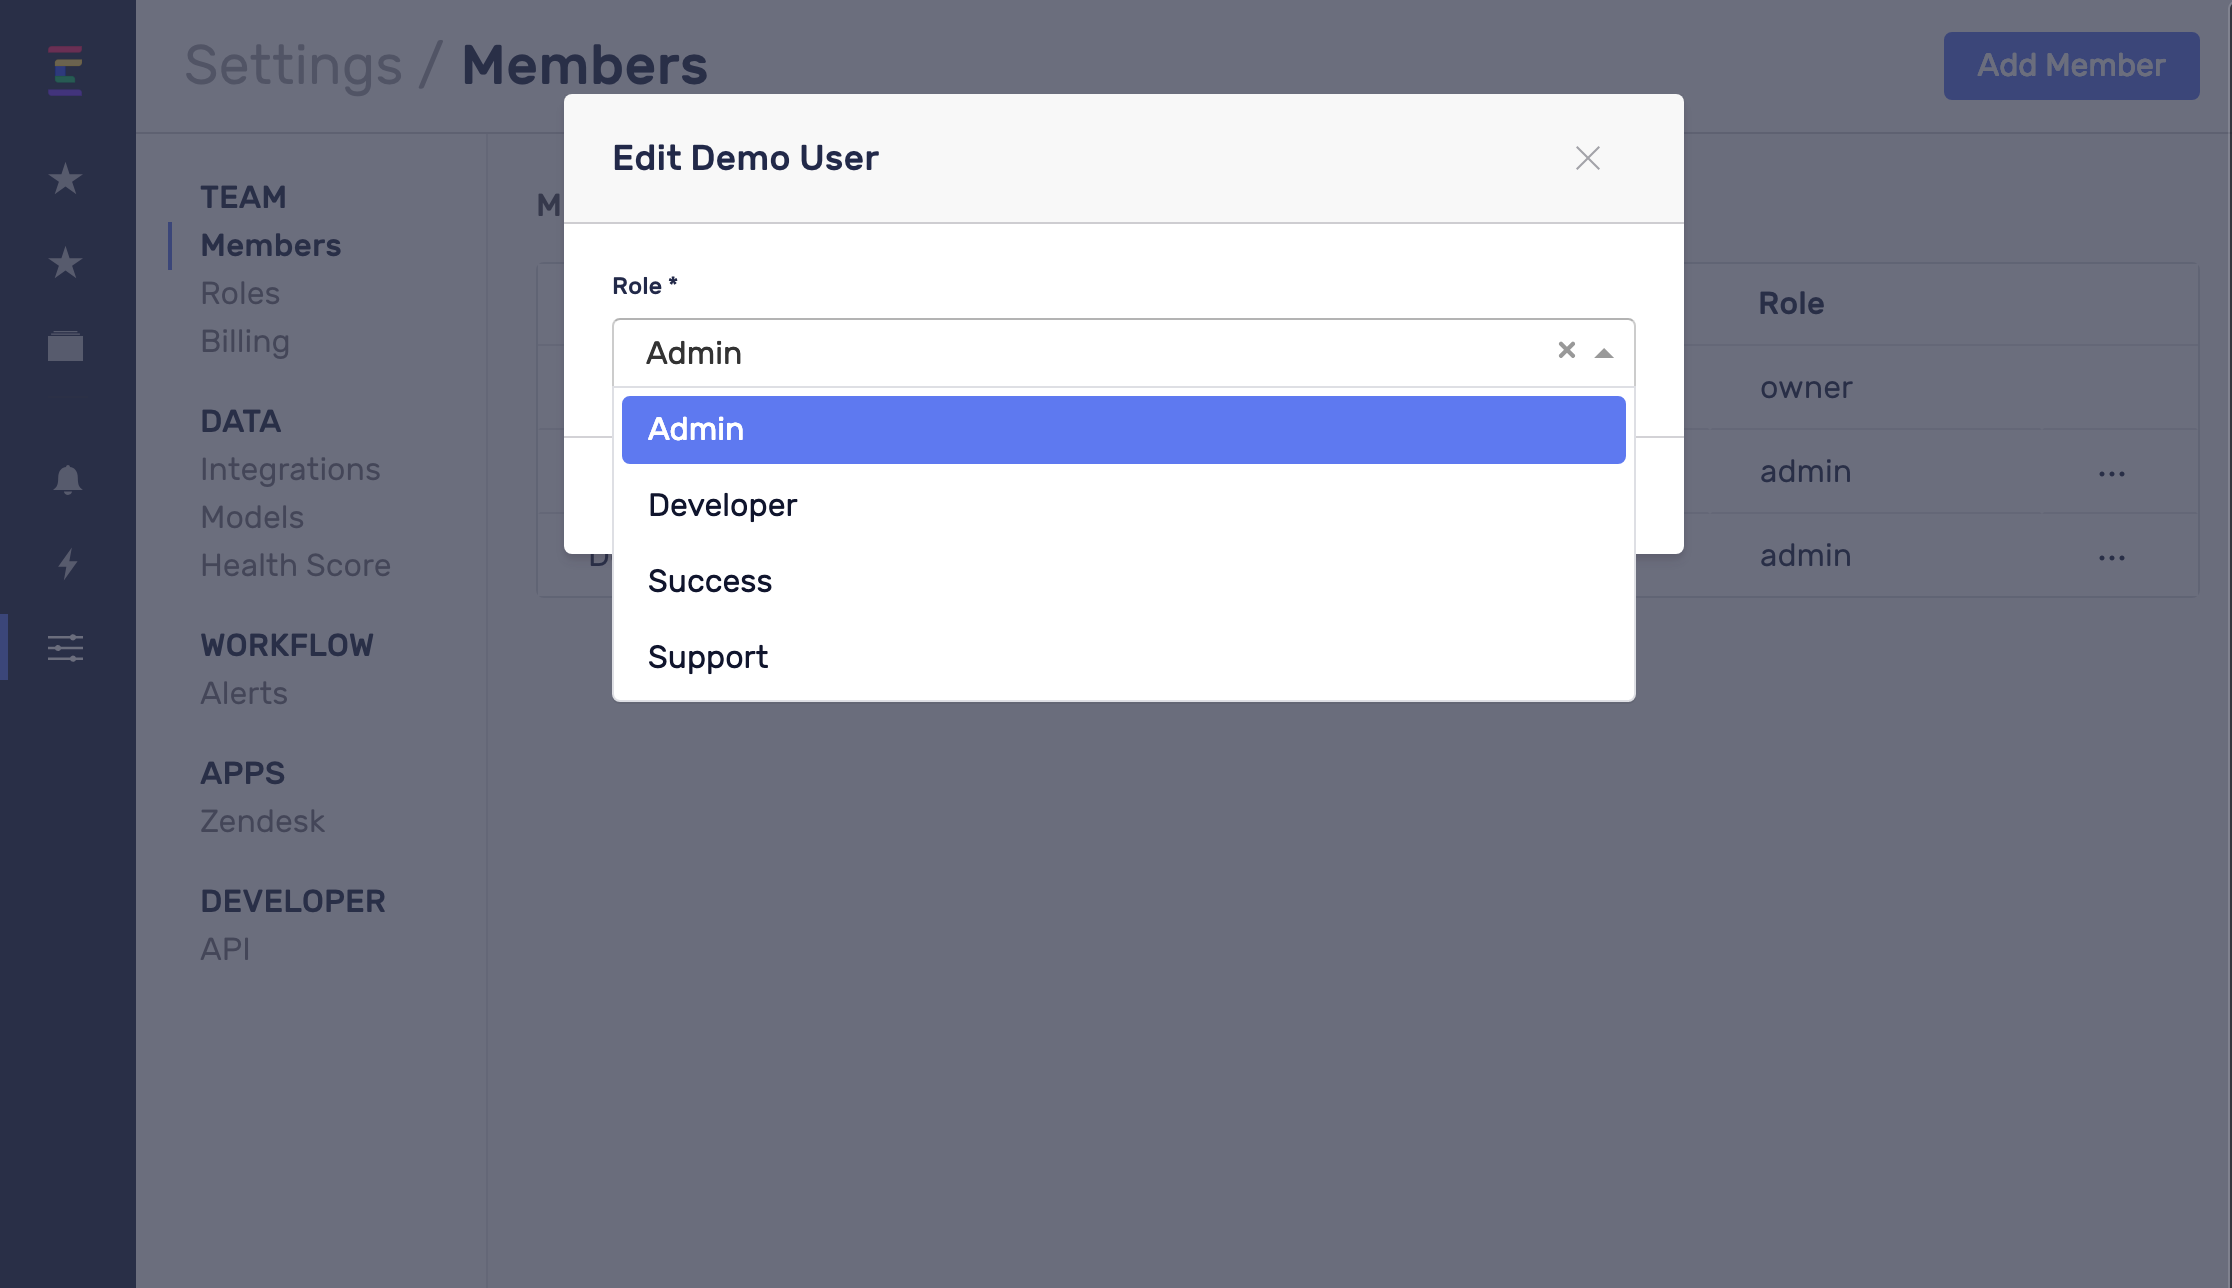 Settings / Members
Add Member
TEAM
Members
Roles
Billing
DATA
Integrations
Models
Health Score
WORKFLOW
Alerts
APPS
Zendesk
DEVELOPER
API
Edit Demo User
Role *
Admin
Admin
Developer
Success
Support
Role
owner
admin ...
admin ...